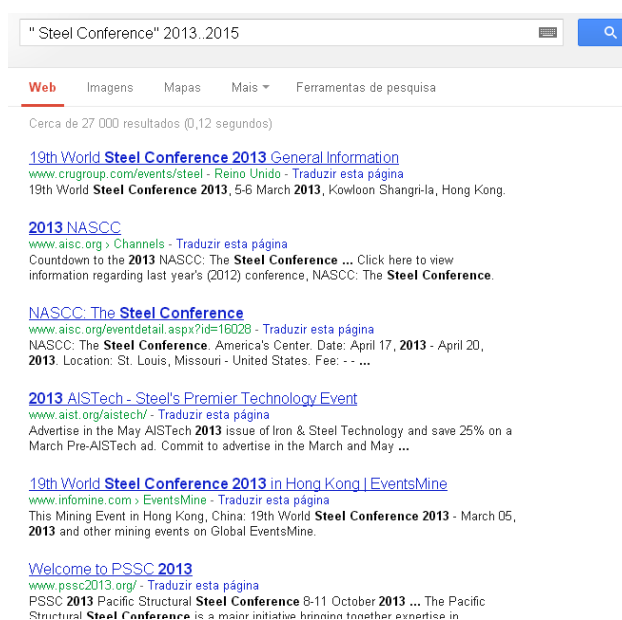 " Steel Conference" 2013..2015
Web Imagens Mapas Mais Ferramentas de pesquisa
Cerca de 27 000 resultados (0,12 segundos)
19th World Steel Conference 2013 General Information
www.crugroup.com/events/steel - Reino Unido - Traduzir esta página
19th World Steel Conference 2013, 5-6 March 2013, Kowloon Shangri-la, Hong Kong.
2013 NASCC
www.aisc.org › Channels - Traduzir esta página
Countdown to the 2013 NASCC: The Steel Conference ... Click here to view
information regarding last year's (2012) conference, NASCC: The Steel Conference.
NASCC: The Steel Conference
www.aisc.org/eventdetail.aspx?id=16028 - Traduzir esta página
NASCC: The Steel Conference. America's Center. Date: April 17, 2013 - April 20,
2013. Location: St. Louis, Missouri - United States. Fee: - - ...
2013 AISTech - Steel's Premier Technology Event
www.aist.org/aistech/ - Traduzir esta página
Advertise in the May AISTech 2013 issue of Iron & Steel Technology and save 25% on a
March Pre-AISTech ad. Commit to advertise in the March and May ...
19th World Steel Conference 2013 in Hong Kong | EventsMine
www.infomine.com › EventsMine - Traduzir esta página
This Mining Event in Hong Kong, China: 19th World Steel Conference 2013 - March 05,
2013 and other mining events on Global EventsMine.
Welcome to PSSC 2013
www.pssc2013.org/ - Traduzir esta página
PSSC 2013 Pacific Structural Steel Conference 8-11 October 2013 ... The Pacific
Structural Steel Conference is a major initiative bringing together expertise in